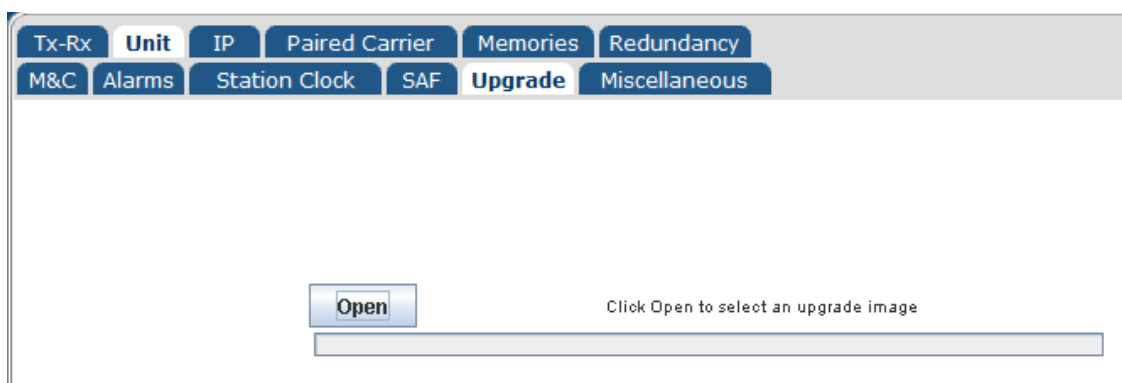 Tx-Rx Unit IP Paired Carrier Memories Redundancy
M&C Alarms Station Clock SAF Upgrade Miscellaneous
Open Click Open to select an upgrade image